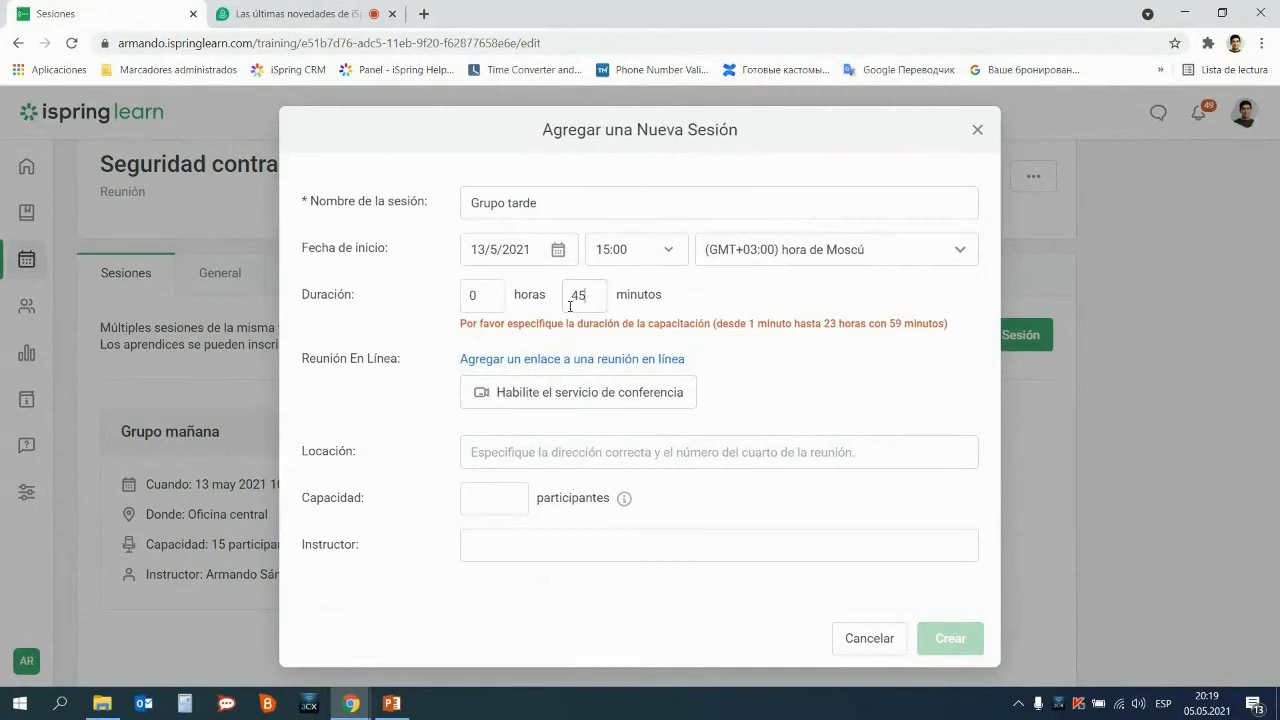 Sesiones
Las últimas novedades de iS
armando.ispringlearn.com/training/e51b7d76-adc5-11eb-9f20-f62877658e6e/edit
Aplicaciones
Marcadores administrados
iSpring CRM
Panel - iSpring Help...
Time Converter and...
Phone Number Vali...
Готовые кастомы...
Google Переводчик
Ваше бронирован...
»
Lista de lectura
ispring learn
49
Seguridad contra
Reunión
Sesiones
General
Múltiples sesiones de la misma
Los aprendices se pueden inscri
Sesión
Grupo mañana
Cuando: 13 may 2021 10
Donde: Oficina central
Capacidad: 15 participan
Instructor: Armando Sán
Agregar una Nueva Sesión
* Nombre de la sesión:
Grupo tarde
Fecha de inicio:
13/5/2021
15:00
(GMT+03:00) hora de Moscú
Duración:
0 horas 45 minutos
Por favor especifique la duración de la capacitación (desde 1 minuto hasta 23 horas con 59 minutos)
Reunión En Línea:
Agregar un enlace a una reunión en línea
Habilite el servicio de conferencia
Locación:
Especifique la dirección correcta y el número del cuarto de la reunión.
Capacidad:
participantes
Instructor:
Cancelar
Crear
AR
3CX
ESP
20:19
05.05.2021
13